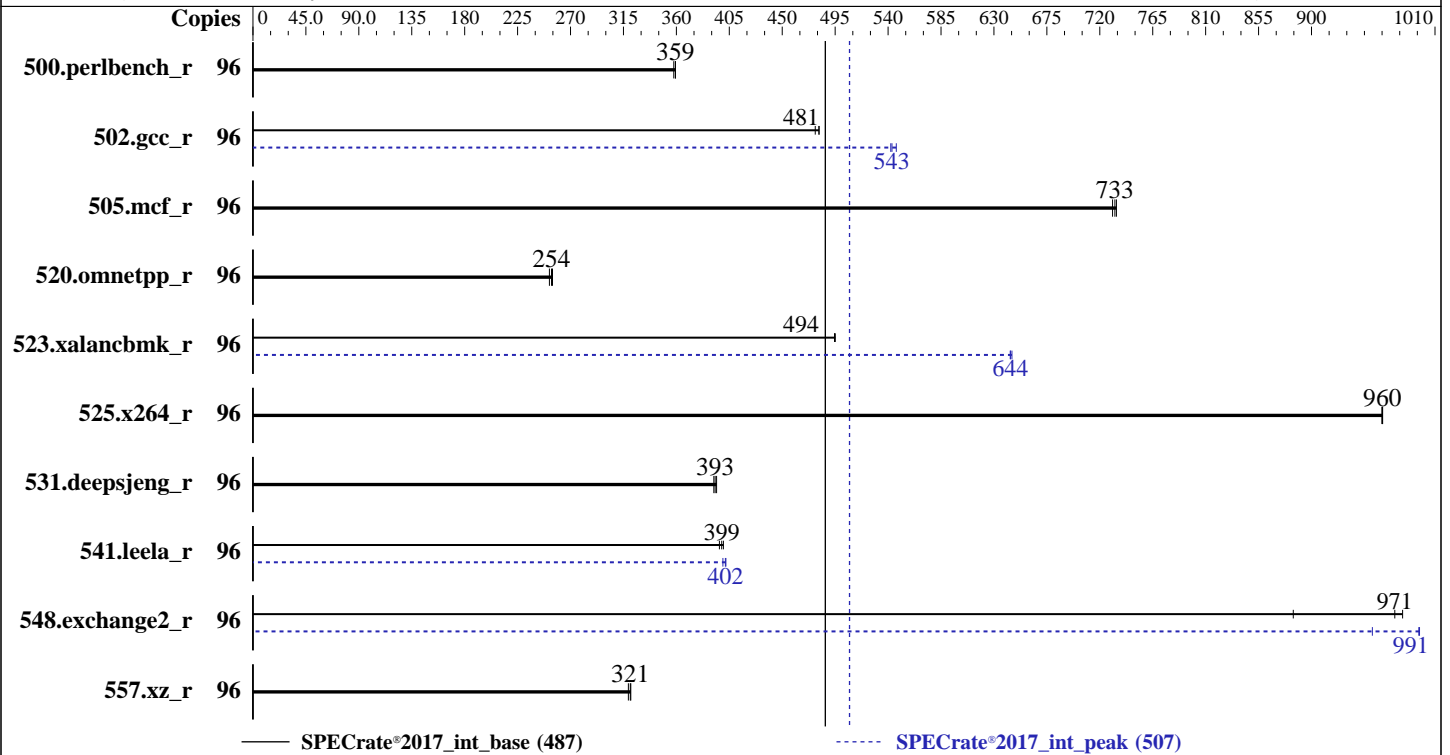 Copies 0 45.0 90.0 135 180 225 270 315 360 405 450 495 540 585 630 675 720 765 810 855 900 1010
359
500.perlbench_r 96
481
502.gcc_r 96
543
733
505.mcf_r 96
254
520.omnetpp_r 96
494
523.xalancbmk_r 96
644
960
525.x264_r 96
393
531.deepsjeng_r 96
399
541.leela_r 96
402
971
548.exchange2_r 96
991
321
557.xz_r 96
SPECrate®2017_int_base (487) SPECrate®2017_int_peak (507)